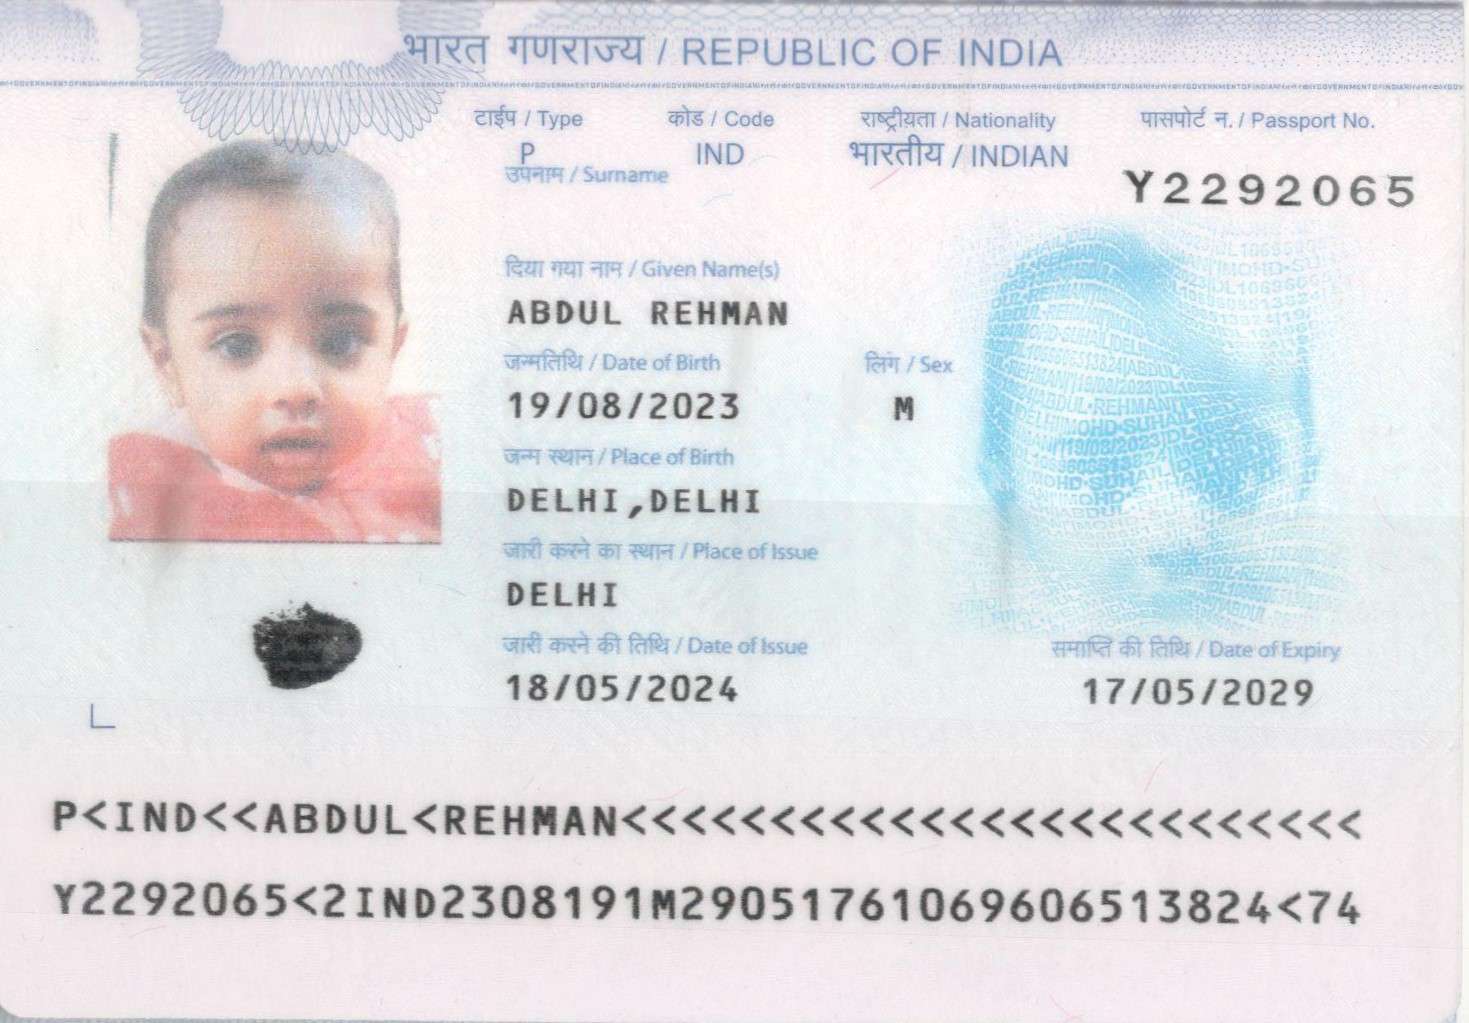 भारत गणराज्य / REPUBLIC OF INDIA
टाईप / Type कोड / Code राष्ट्रीयता / Nationality पासपोर्ट न. / Passport No.
P IND भारतीय / INDIAN Y2292065
उपनाम / Surname
दिया गया नाम / Given Name(s)
ABDUL REHMAN
जन्मतिथि / Date of Birth लिंग / Sex
19/08/2023 M
जन्म स्थान / Place of Birth
DELHI,DELHI
जारी करने का स्थान / Place of Issue
DELHI
जारी करने की तिथि / Date of Issue समाप्ति की तिथि / Date of Expiry
18/05/2024 17/05/2029
P<IND<<ABDUL<REHMAN<<<<<<<<<<<<<<<<<<<<<<<<<
Y2292065<2IND2308191M29051761069606513824<74